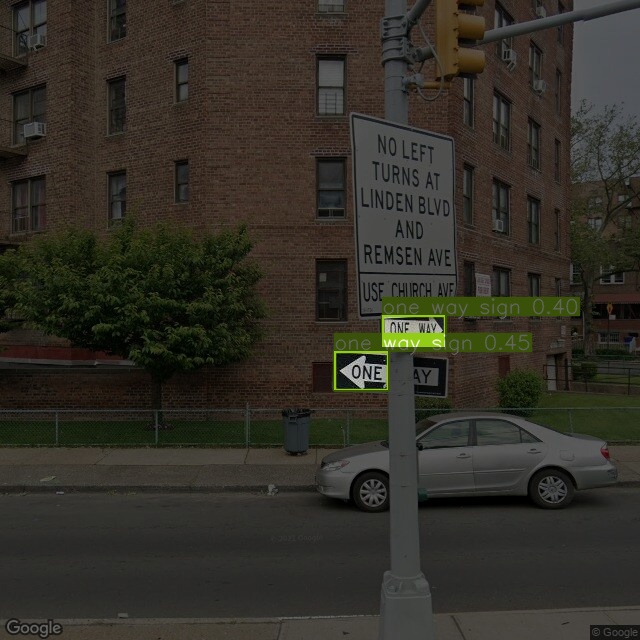 NO LEFT
TURNS AT
LINDEN BLVD
AND
REMSEN AVE
USE CHURCH AVE
one way sign 0.40
ONE WAY
one way sign 0.45
ONE WAY
Google
© Google